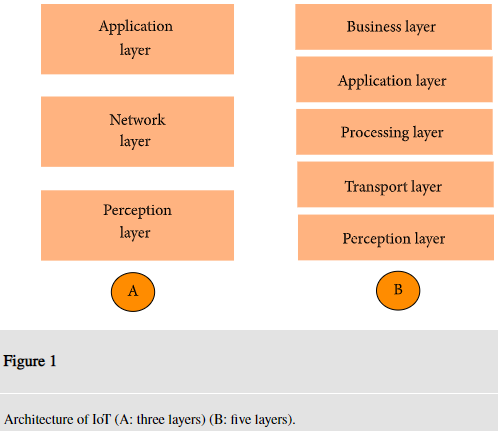 Application
layer
Network
layer
Perception
layer
A
Business layer
Application layer
Processing layer
Transport layer
Perception layer
B
Figure 1
Architecture of IoT (A: three layers) (B: five layers).